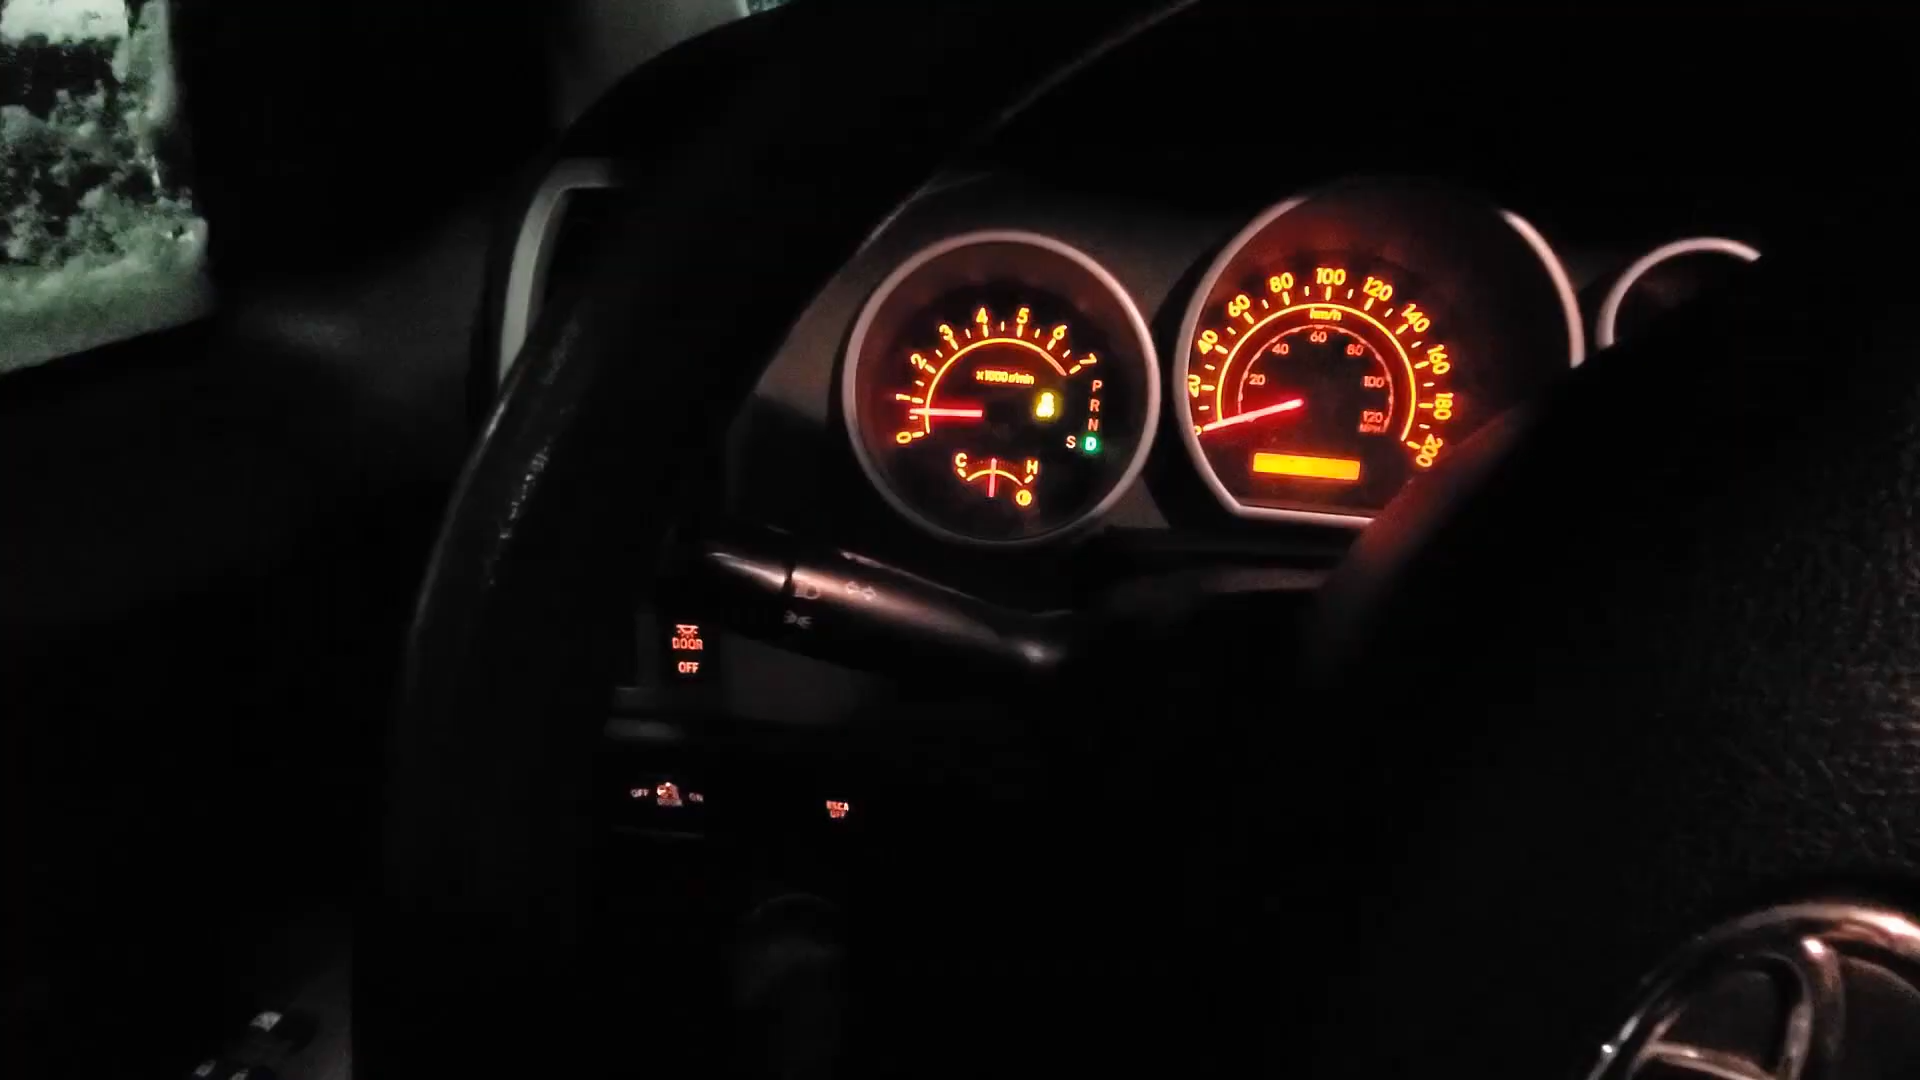 0 1 2 3 4 5 6 7
x1000r/min
P
R
N
S D
C H
20 40 60 80 100 120 140 160 180 200
km/h
20 40 60 80 100 120
MPH
DOOR
OFF
OFF ON
OFF